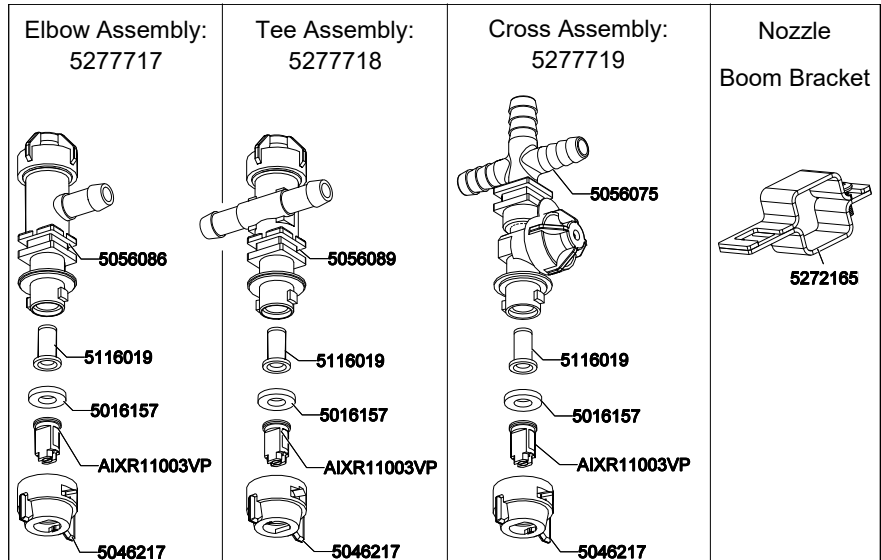 Elbow Assembly:
5277717
5056086
5116019
5016157
AIXR11003VP
5046217
Tee Assembly:
5277718
5056089
5116019
5016157
AIXR11003VP
5046217
Cross Assembly:
5277719
5056075
5116019
5016157
AIXR11003VP
5046217
Nozzle
Boom Bracket
5272165